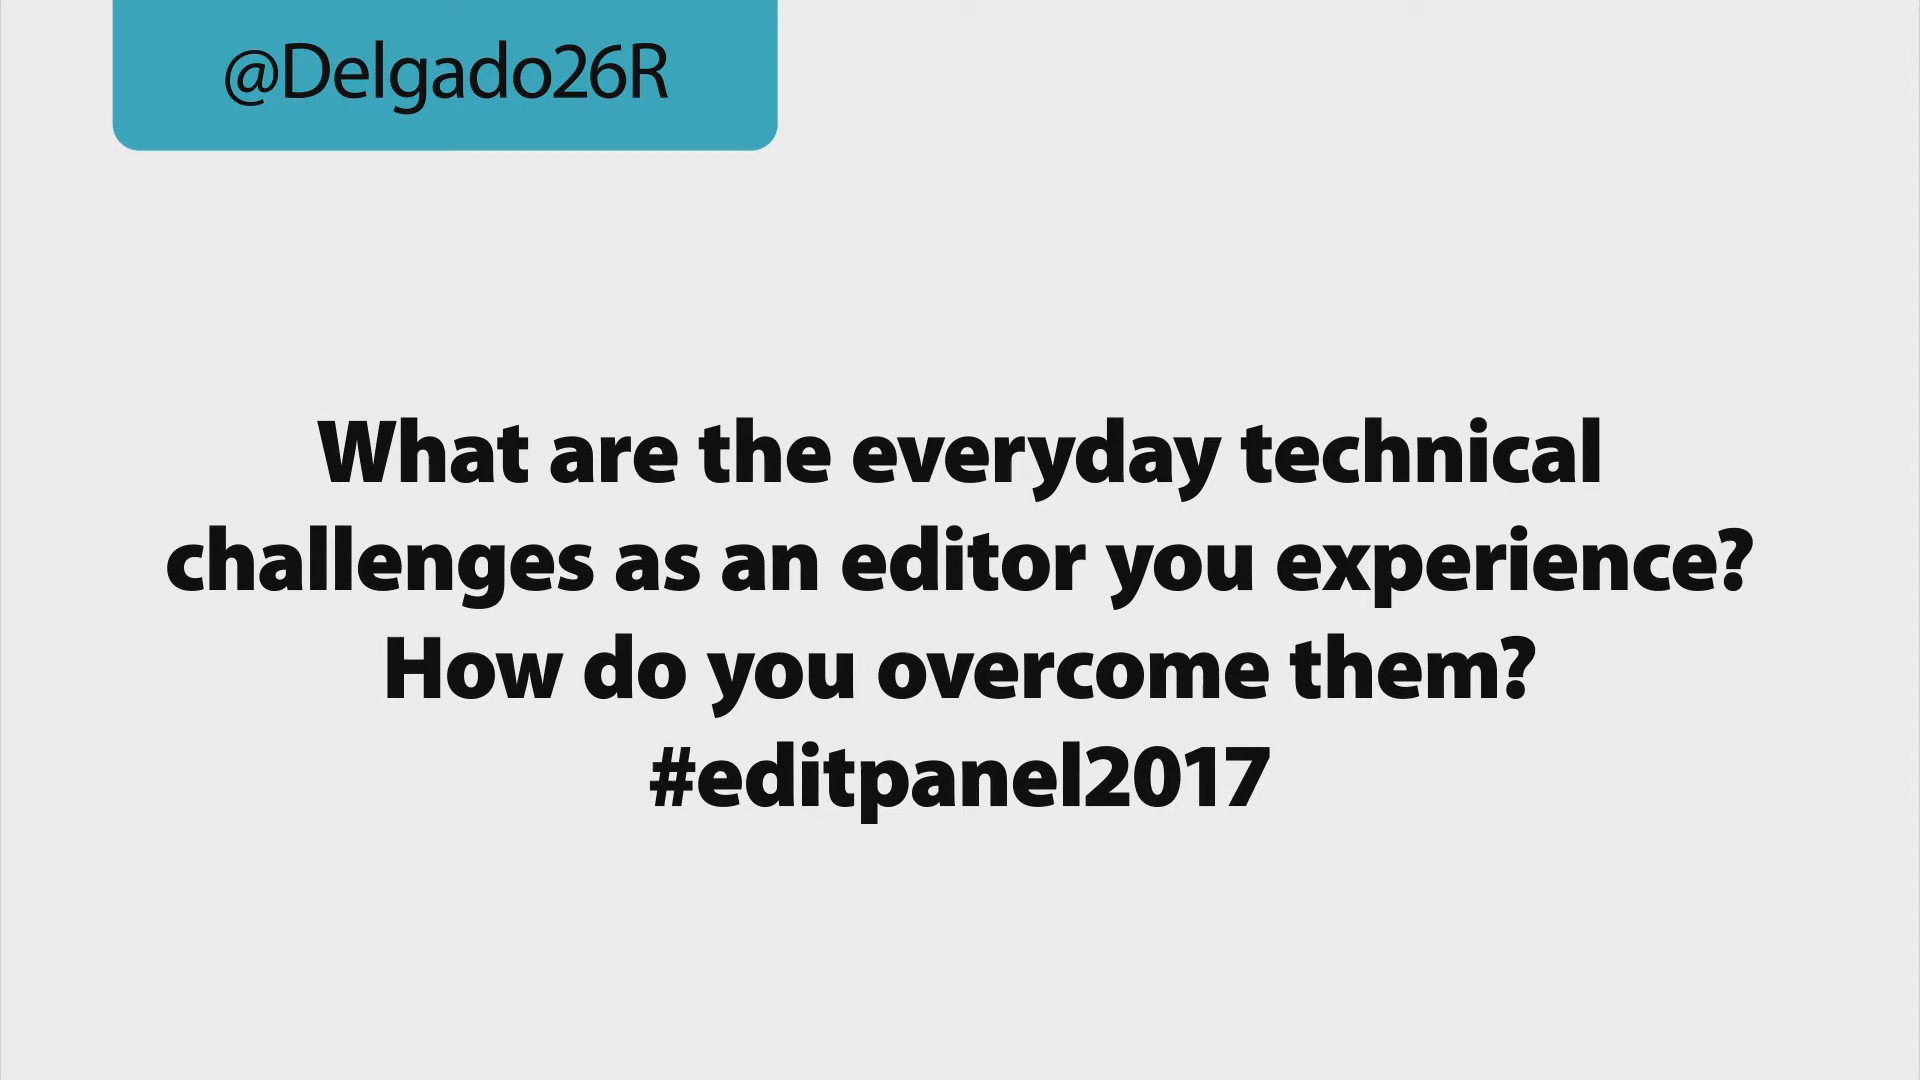 @Delgado26R
What are the everyday technical
challenges as an editor you experience?
How do you overcome them?
#editpanel2017